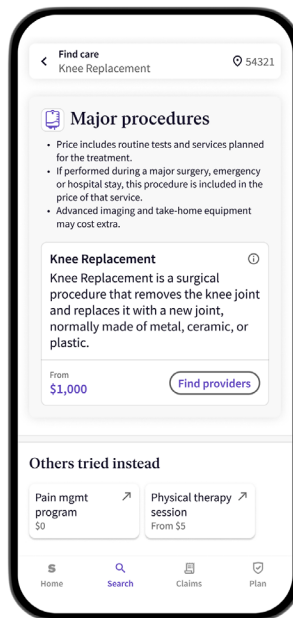 Find care
Knee Replacement
54321
Major procedures
• Price includes routine tests and services planned
for the treatment.
• If performed during a major surgery, emergency
or hospital stay, this procedure is included in the
price of that service.
• Advanced imaging and take-home equipment
may cost extra.
Knee Replacement
Knee Replacement is a surgical
procedure that removes the knee joint
and replaces it with a new joint,
normally made of metal, ceramic, or
plastic.
From
$1,000
Find providers
Others tried instead
Pain mgmt
program
$0
Physical therapy
session
From $5
S
Home
Search
Claims
Plan